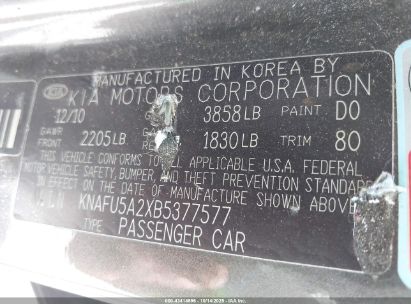 MANUFACTURED IN KOREA BY
KIA KIA MOTORS CORPORATION
12/10 3858LB PAINT D0
GAWR FRONT 2205LB 1830LB TRIM 80
THIS VEHICLE CONFORMS TO APPLICABLE U.S.A. FEDERAL
MOTOR VEHICLE SAFETY, BUMPER, AND THEFT PREVENTION STANDARDS
IN EFFECT ON THE DATE OF MANUFACTURE SHOWN ABOVE
KNAFU5A2XB5377577
TYPE: PASSENGER CAR